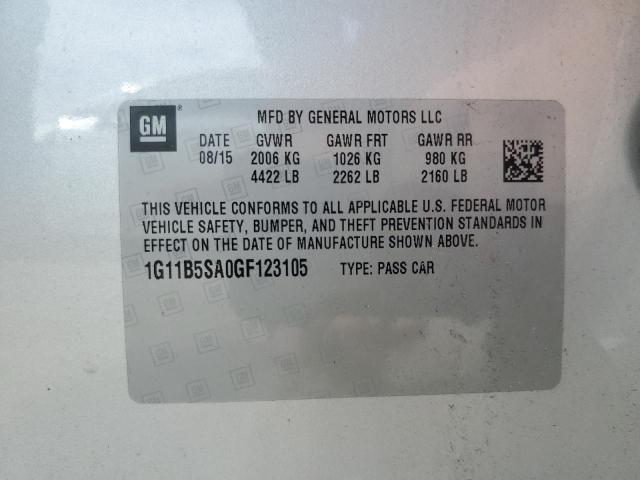 GM ®
MFD BY GENERAL MOTORS LLC
DATE GVWR GAWR FRT GAWR RR
08/15 2006 KG 1026 KG 980 KG
4422 LB 2262 LB 2160 LB
THIS VEHICLE CONFORMS TO ALL APPLICABLE U.S. FEDERAL MOTOR
VEHICLE SAFETY, BUMPER, AND THEFT PREVENTION STANDARDS IN
EFFECT ON THE DATE OF MANUFACTURE SHOWN ABOVE.
1G11B5SA0GF123105 TYPE: PASS CAR